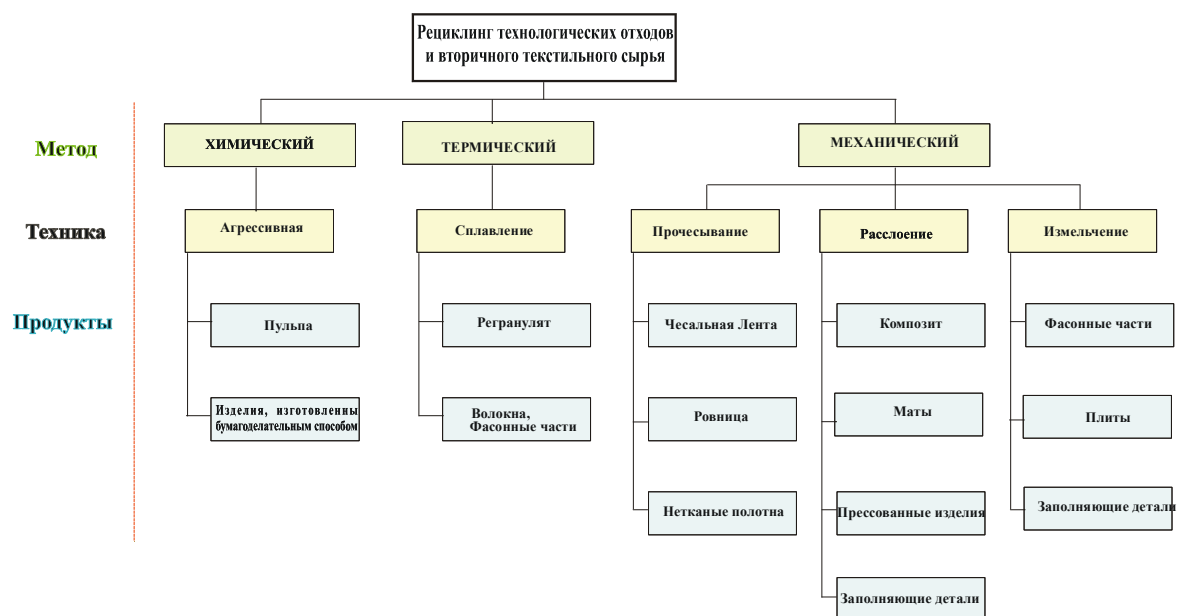 Рециклинг технологических отходов
и вторичного текстильного сырья
Метод
ХИМИЧЕСКИЙ
ТЕРМИЧЕСКИЙ
МЕХАНИЧЕСКИЙ
Техника
Агрессивная
Сплавление
Прочесывание
Расслоение
Измельчение
Продукты
Пульпа
Регранулят
Чесальная Лента
Композит
Фасонные части
Изделия, изготовленны
бумагоделательным способом
Волокна,
Фасонные части
Ровница
Маты
Плиты
Нетканые полотна
Прессованные изделия
Заполняющие детали
Заполняющие детали